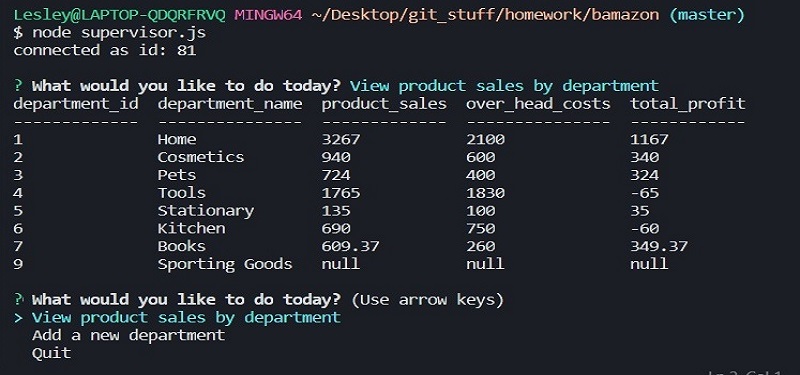 Lesley@LAPTOP-QDQRFRVQ MINGW64 ~/Desktop/git_stuff/homework/bamazon (master)
$ node supervisor.js
connected as id: 81
? What would you like to do today? View product sales by department
department_id  department_name  product_sales  over_head_costs  total_profit
-------------  ---------------  -------------  ---------------  ------------
1              Home             3267           2100             1167
2              Cosmetics        940            600              340
3              Pets             724            400              324
4              Tools            1765           1830             -65
5              Stationary       135            100              35
6              Kitchen          690            750              -60
7              Books            609.37         260              349.37
9              Sporting Goods   null           null             null
? What would you like to do today? (Use arrow keys)
> View product sales by department
  Add a new department
  Quit